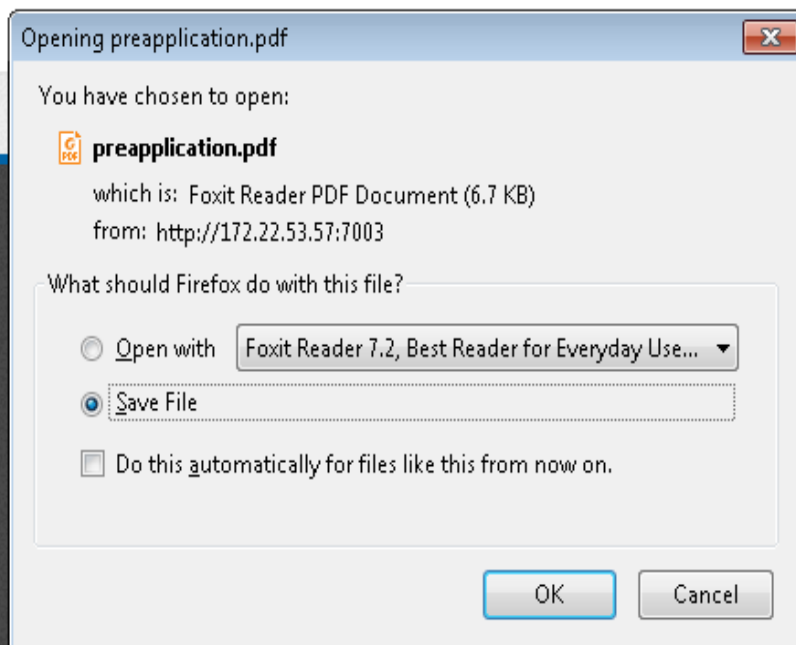 Opening preapplication.pdf
You have chosen to open:
preapplication.pdf
which is: Foxit Reader PDF Document (6.7 KB)
from: http://172.22.53.57:7003
What should Firefox do with this file?
Open with Foxit Reader 7.2, Best Reader for Everyday Use...
Save File
Do this automatically for files like this from now on.
OK Cancel